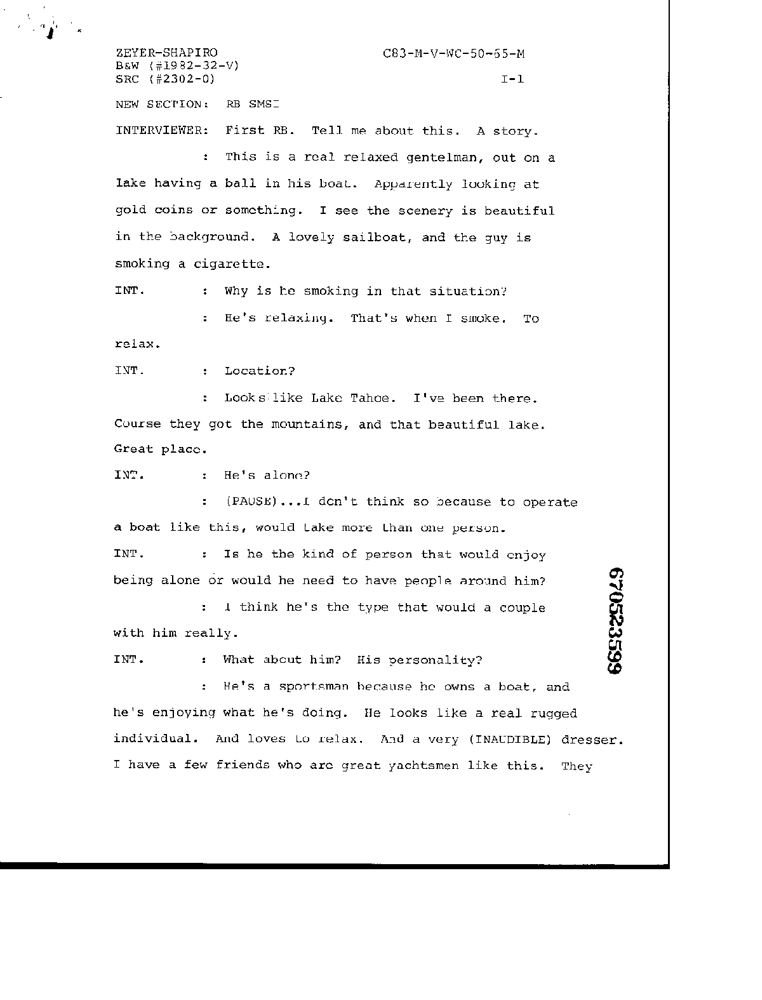 ZEYER-SHAPIRO C83-M-V-WC-50-65-M
B&W (#1982-32-V)
SRC (#2302-0) I-1
NEW SECTION: RB SMSI
INTERVIEWER: First RB. Tell me about this. A story.
: This is a real relaxed gentelman, out on a
lake having a ball in his boat. Apparently looking at
gold coins or something. I see the scenery is beautiful
in the background. A lovely sailboat, and the guy is
smoking a cigarette.
INT. : Why is he smoking in that situation?
: He's relaxing. That's when I smoke. To
relax.
INT. : Location?
: Looks like Lake Tahoe. I've been there.
Course they got the mountains, and that beautiful lake.
Great place.
INT. : He's alone?
: (PAUSE)...I don't think so because to operate
a boat like this, would take more than one person.
INT. : Is he the kind of person that would enjoy
being alone or would he need to have people around him?
: I think he's the type that would a couple
with him really.
INT. : What about him? His personality?
: He's a sportsman because he owns a boat, and
he's enjoying what he's doing. He looks like a real rugged
individual. And loves to relax. And a very (INAUDIBLE) dresser.
I have a few friends who are great yachtsmen like this. They
670523599